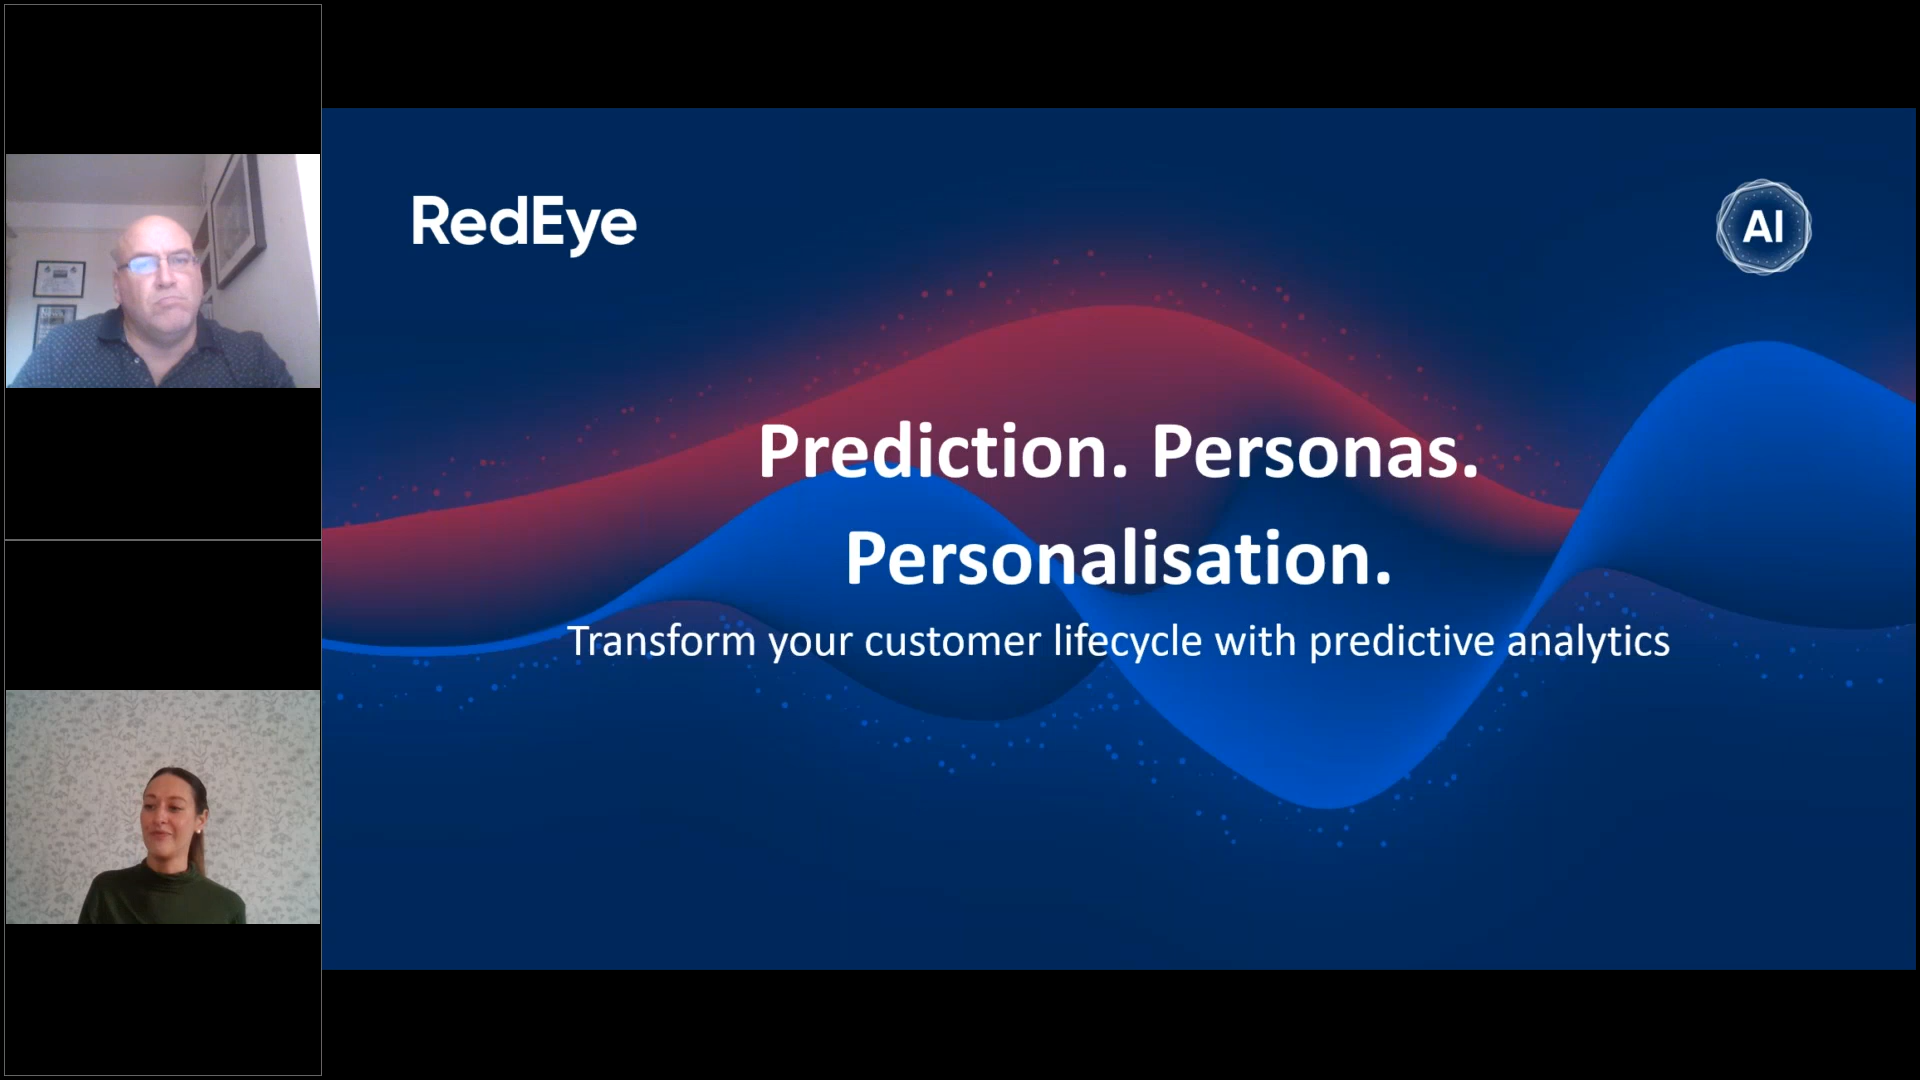 RedEye
AI
Prediction. Personas.
Personalisation.
Transform your customer lifecycle with predictive analytics